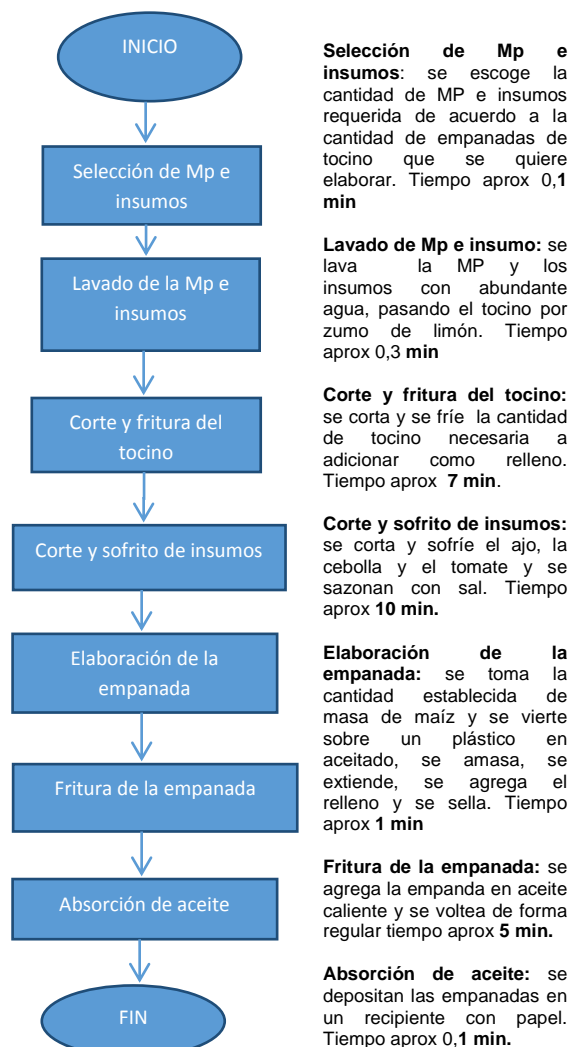 INICIO
Selección de Mp e
insumos
Lavado de la Mp e
insumos
Corte y fritura del
tocino
Corte y sofrito de insumos
Elaboración de la
empanada
Fritura de la empanada
Absorción de aceite
FIN
Selección de Mp e
insumos: se escoge la
cantidad de MP e insumos
requerida de acuerdo a la
cantidad de empanadas de
tocino que se quiere
elaborar. Tiempo aprox 0,1
min
Lavado de Mp e insumo: se
lava la MP y los
insumos con abundante
agua, pasando el tocino por
zumo de limón. Tiempo
aprox 0,3 min
Corte y fritura del tocino:
se corta y se fríe la cantidad
de tocino necesaria a
adicionar como relleno.
Tiempo aprox 7 min.
Corte y sofrito de insumos:
se corta y sofríe el ajo, la
cebolla y el tomate y se
sazonan con sal. Tiempo
aprox 10 min.
Elaboración de la
empanada: se toma la
cantidad establecida de
masa de maíz y se vierte
sobre un plástico en
aceitado, se amasa, se
extiende, se agrega el
relleno y se sella. Tiempo
aprox 1 min
Fritura de la empanada: se
agrega la empanda en aceite
caliente y se voltea de forma
regular tiempo aprox 5 min.
Absorción de aceite: se
depositan las empanadas en
un recipiente con papel.
Tiempo aprox 0,1 min.